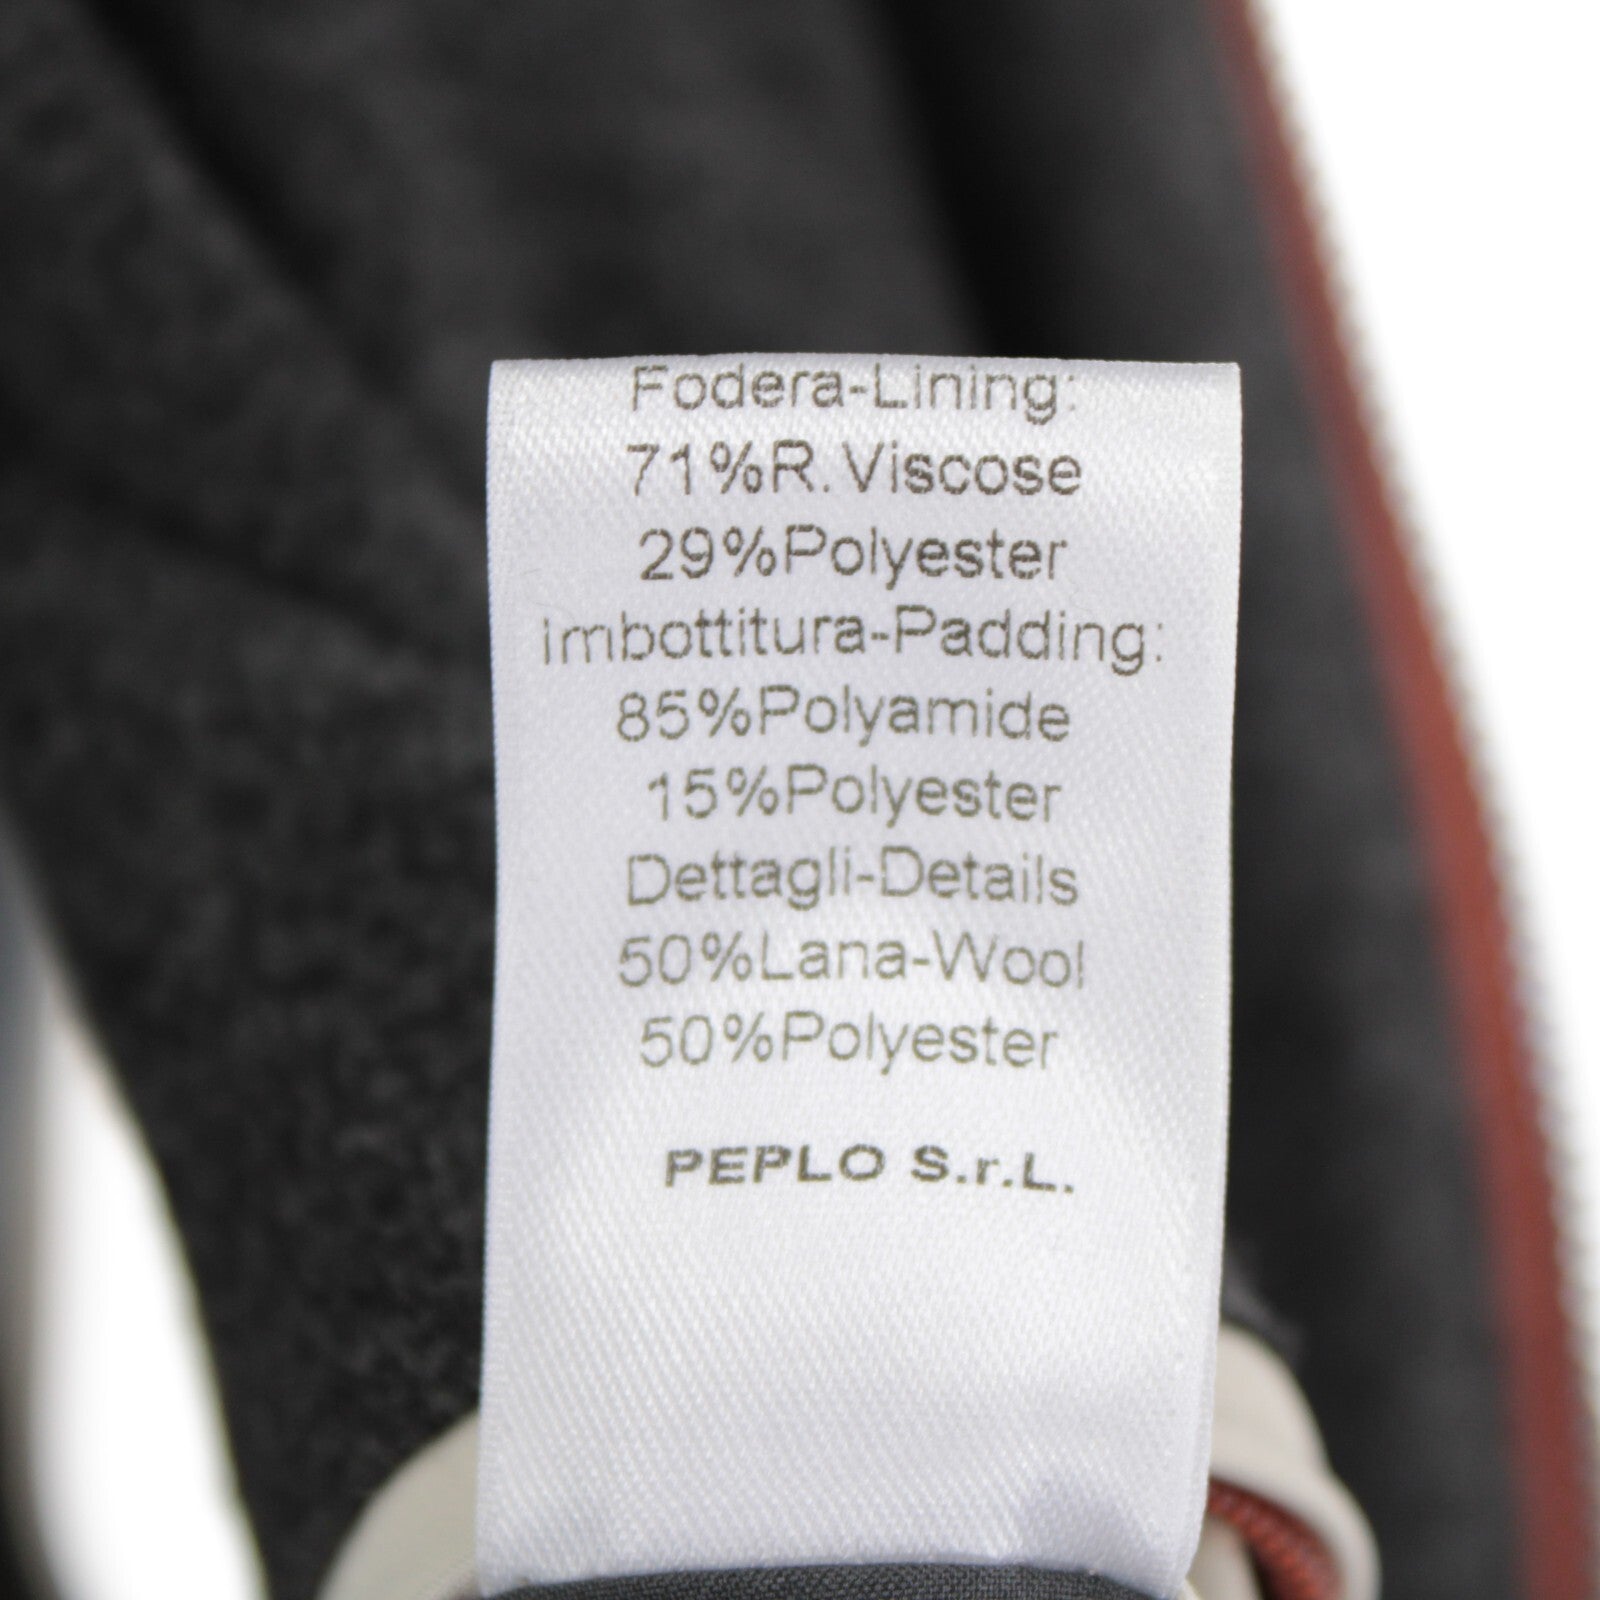 Fodera-Lining:
71%R.Viscose
29%Polyester
imbottitura-Padding:
85%Polyamide
15%Polyester
Dettagli-Details
50%Lana-Wool
50%Polyester
PEPLO S.r.L.